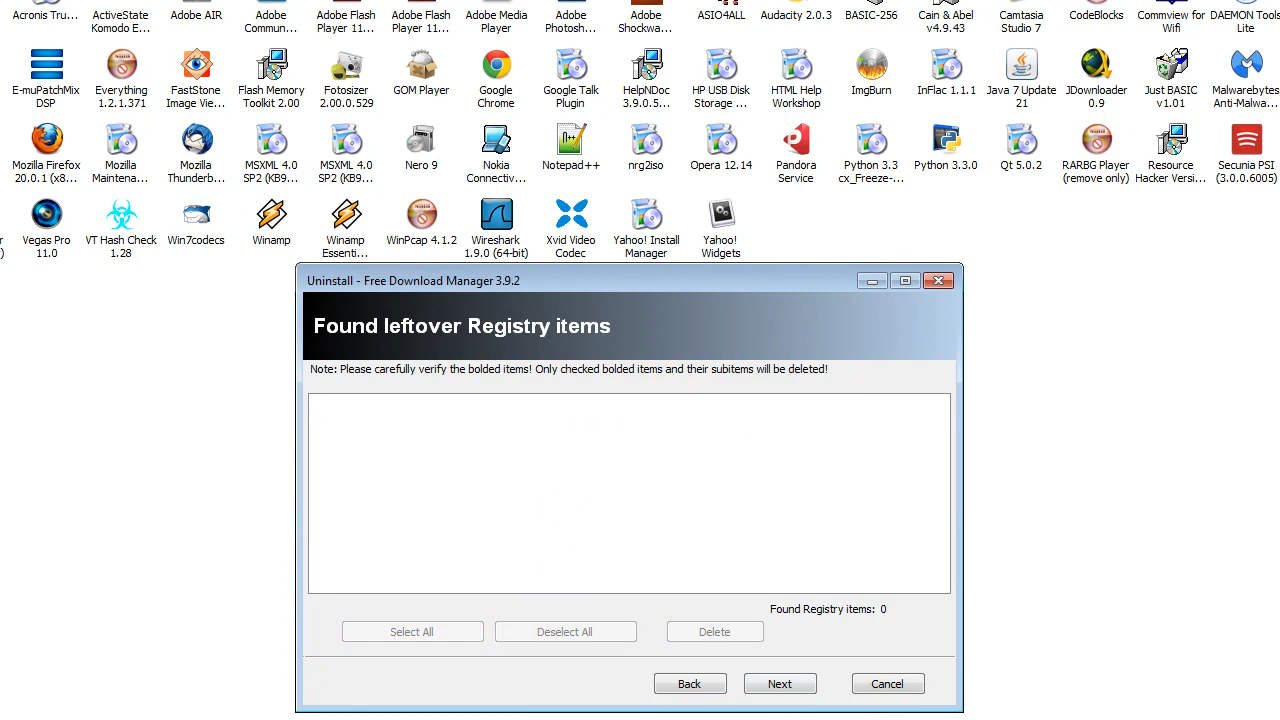 Acronis Tru... ActiveState Adobe AIR Adobe Adobe Flash Adobe Flash Adobe Media Adobe Adobe ASIO4ALL Audacity 2.0.3 BASIC-256 Cain & Abel Camtasia CodeBlocks Commview for DAEMON Tools
Komodo E... Commun... Player 11... Player 11... Player Photosh... Shockwa... v4.9.43 Studio 7 Wifi Lite
E-muPatchMix Everything FastStone Flash Memory Fotosizer GOM Player Google Google Talk HelpNDoc HP USB Disk HTML Help ImgBurn InFlac 1.1.1 Java 7 Update JDownloader Just BASIC Malwarebytes
DSP 1.2.1.371 Image Vie... Toolkit 2.00 2.00.0.529 Chrome Plugin 3.9.0.5... Storage ... Workshop 21 0.9 v1.01 Anti-Malwa...
Mozilla Firefox Mozilla Mozilla MSXML 4.0 MSXML 4.0 Nero 9 Nokia Notepad++ nrg2iso Opera 12.14 Pandora Python 3.3 Python 3.3.0 Qt 5.0.2 RARBG Player Resource Secunia PSI
20.0.1 (x8... Maintena... Thunderb... SP2 (KB9... SP2 (KB9... Connectiv... Service cx_Freeze-... (remove only) Hacker Versi... (3.0.0.6005)
r Vegas Pro VT Hash Check Win7codecs Winamp Winamp WinPcap 4.1.2 Wireshark Xvid Video Yahoo! Install Yahoo!
) 11.0 1.28 Essenti... 1.9.0 (64-bit) Codec Manager Widgets
Uninstall - Free Download Manager 3.9.2
Found leftover Registry items
Note: Please carefully verify the bolded items! Only checked bolded items and their subitems will be deleted!
Found Registry items: 0
Select All Deselect All Delete
Back Next Cancel